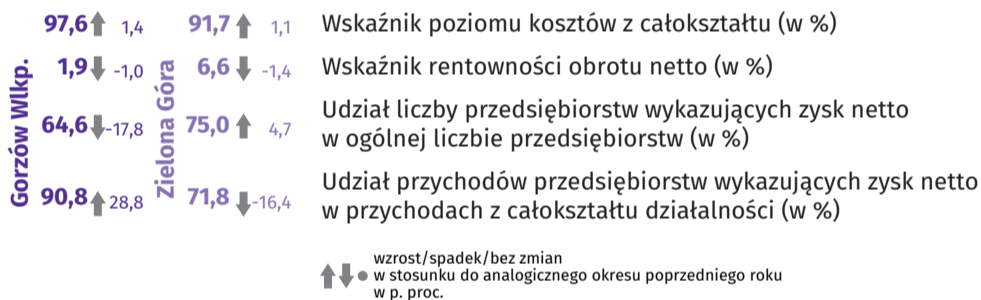 Gorzów Wlkp.
Zielona Góra
97,6 1,4 91,7 1,1 Wskaźnik poziomu kosztów z całokształtu (w %)
1,9 -1,0 6,6 -1,4 Wskaźnik rentowności obrotu netto (w %)
64,6 -17,8 75,0 4,7 Udział liczby przedsiębiorstw wykazujących zysk netto
w ogólnej liczbie przedsiębiorstw (w %)
90,8 28,8 71,8 -16,4 Udział przychodów przedsiębiorstw wykazujących zysk netto
w przychodach z całokształtu działalności (w %)
wzrost/spadek/bez zmian
w stosunku do analogicznego okresu poprzedniego roku
w p. proc.